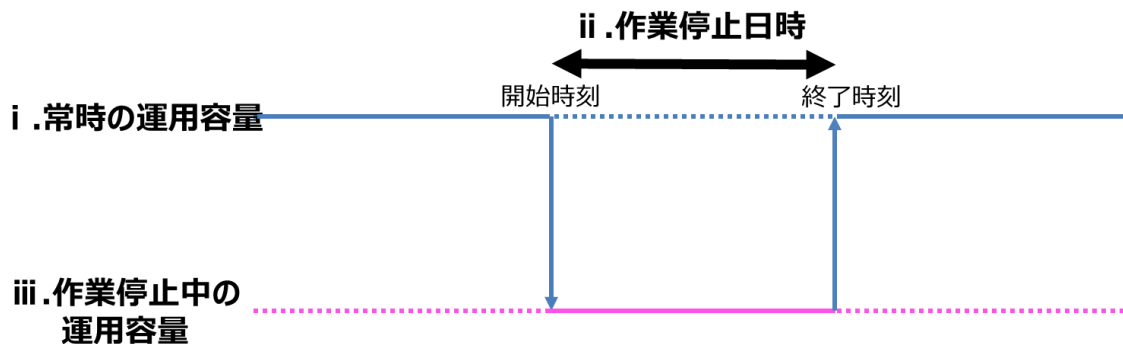 ⅱ.作業停止日時
開始時刻
終了時刻
ⅰ.常時の運用容量
ⅲ.作業停止中の
運用容量